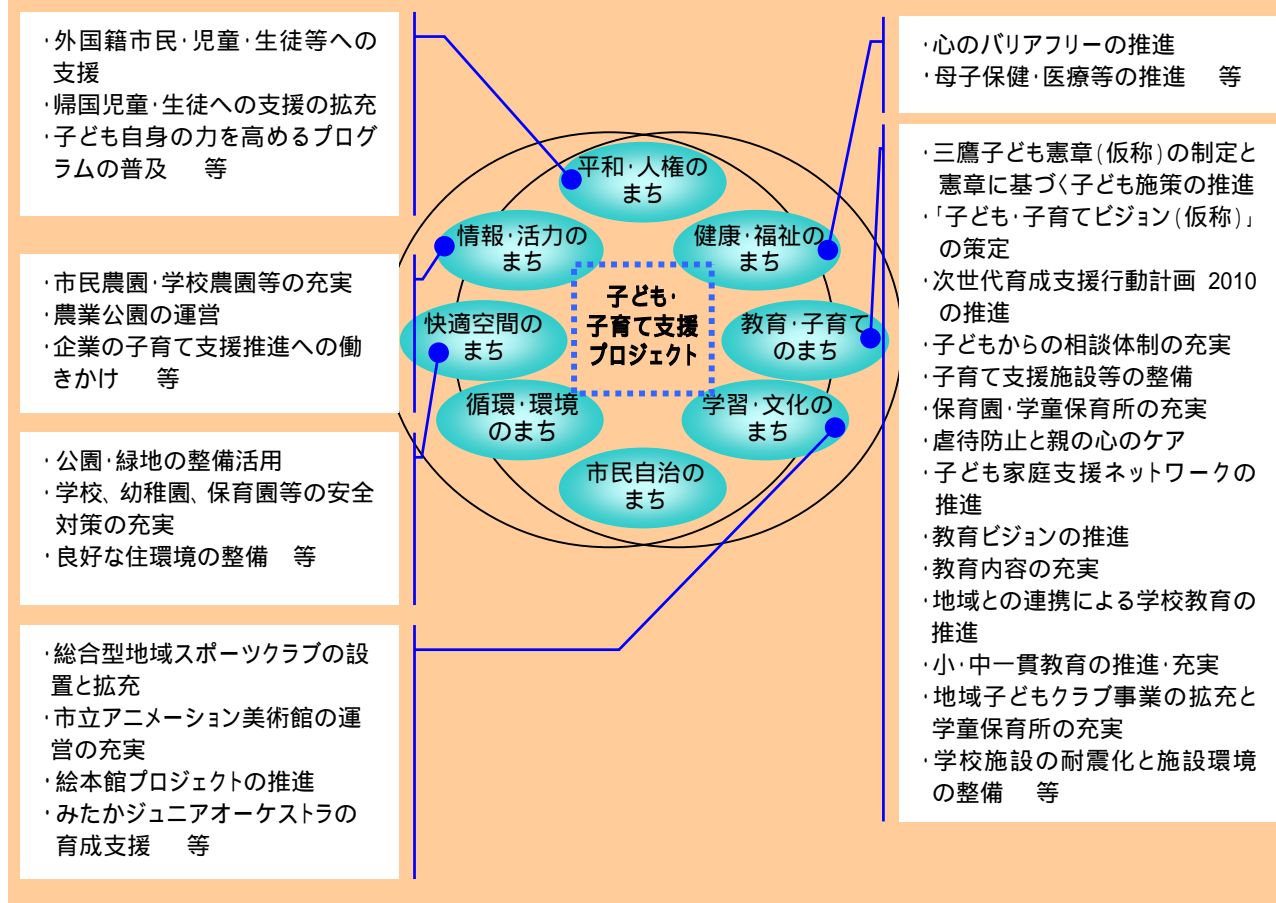 ・外国籍市民・児童・生徒等への
支援
・帰国児童・生徒への支援の拡充
・子ども自身の力を高めるプログ
ラムの普及　等
・市民農園・学校農園等の充実
・農業公園の運営
・企業の子育て支援推進への働
きかけ　等
・公園・緑地の整備活用
・学校、幼稚園、保育園等の安全
対策の充実
・良好な住環境の整備　等
・総合型地域スポーツクラブの設
置と拡充
・市立アニメーション美術館の運
営の充実
・絵本館プロジェクトの推進
・みたかジュニアオーケストラの
育成支援　等
平和・人権の
まち
情報・活力の
まち
健康・福祉の
まち
子ども・
子育て支援
プロジェクト
快適空間の
まち
教育・子育て
のまち
循環・環境
のまち
学習・文化の
まち
市民自治の
まち
・心のバリアフリーの推進
・母子保健・医療等の推進　等
・三鷹子ども憲章(仮称)の制定と
憲章に基づく子ども施策の推進
・「子ども・子育てビジョン(仮称)」
の策定
・次世代育成支援行動計画 2010
の推進
・子どもからの相談体制の充実
・子育て支援施設等の整備
・保育園・学童保育所の充実
・虐待防止と親の心のケア
・子ども家庭支援ネットワークの
推進
・教育ビジョンの推進
・教育内容の充実
・地域との連携による学校教育の
推進
・小・中一貫教育の推進・充実
・地域子どもクラブ事業の拡充と
学童保育所の充実
・学校施設の耐震化と施設環境
の整備　等